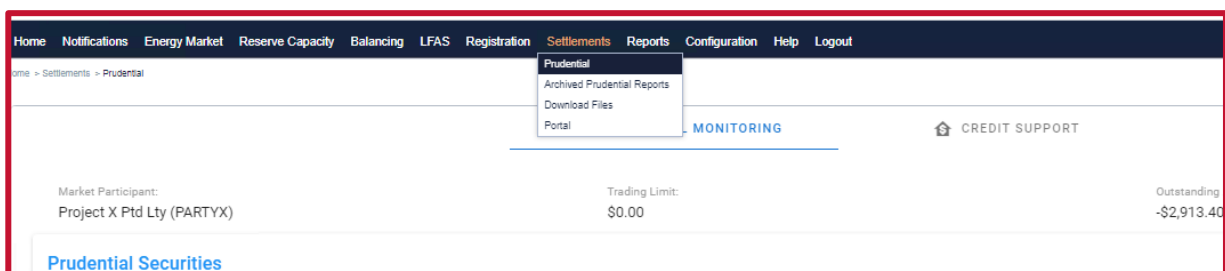 Home Notifications Energy Market Reserve Capacity Balancing LFAS Registration Settlements Reports Configuration Help Logout
ome > Settlements > Prudential
Prudential
Archived Prudential Reports
Download Files
Portal
L MONITORING
CREDIT SUPPORT
Market Participant:
Trading Limit:
Outstanding
Project X Ptd Lty (PARTYX)
$0.00
-$2,913.40
Prudential Securities